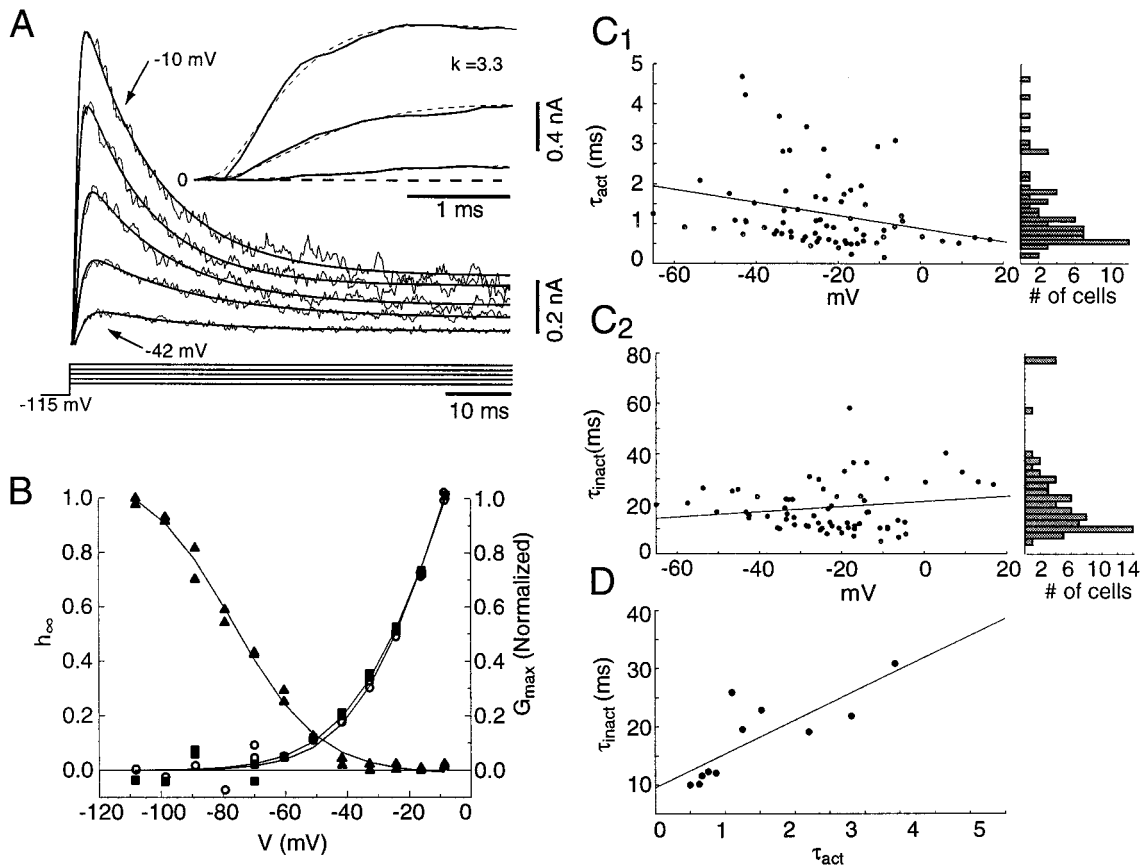 A
-10 mV
k =3.3
0
0.4 nA
1 ms
0.2 nA
-42 mV
-115 mV
10 ms
B
1.0
0.8
0.6
0.4
0.2
0.0
h∞
1.0
0.8
0.6
0.4
0.2
0.0
Gmax (Normalized)
-120 -100 -80 -60 -40 -20 0
V (mV)
C1
5
4
3
2
1
0
τact (ms)
-60 -40 -20 0 20
mV
2 6 10
# of cells
C2
80
60
40
20
0
τinact (ms)
-60 -40 -20 0 20
mV
2 6 10 14
# of cells
D
40
30
20
10
τinact (ms)
0 1 2 3 4 5
τact